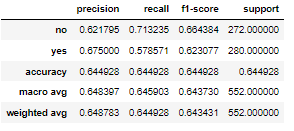 precision recall f1-score support
no 0.621795 0.713235 0.664384 272.000000
yes 0.675000 0.578571 0.623077 280.000000
accuracy 0.644928 0.644928 0.644928 0.644928
macro avg 0.648397 0.645903 0.643730 552.000000
weighted avg 0.648783 0.644928 0.643431 552.000000